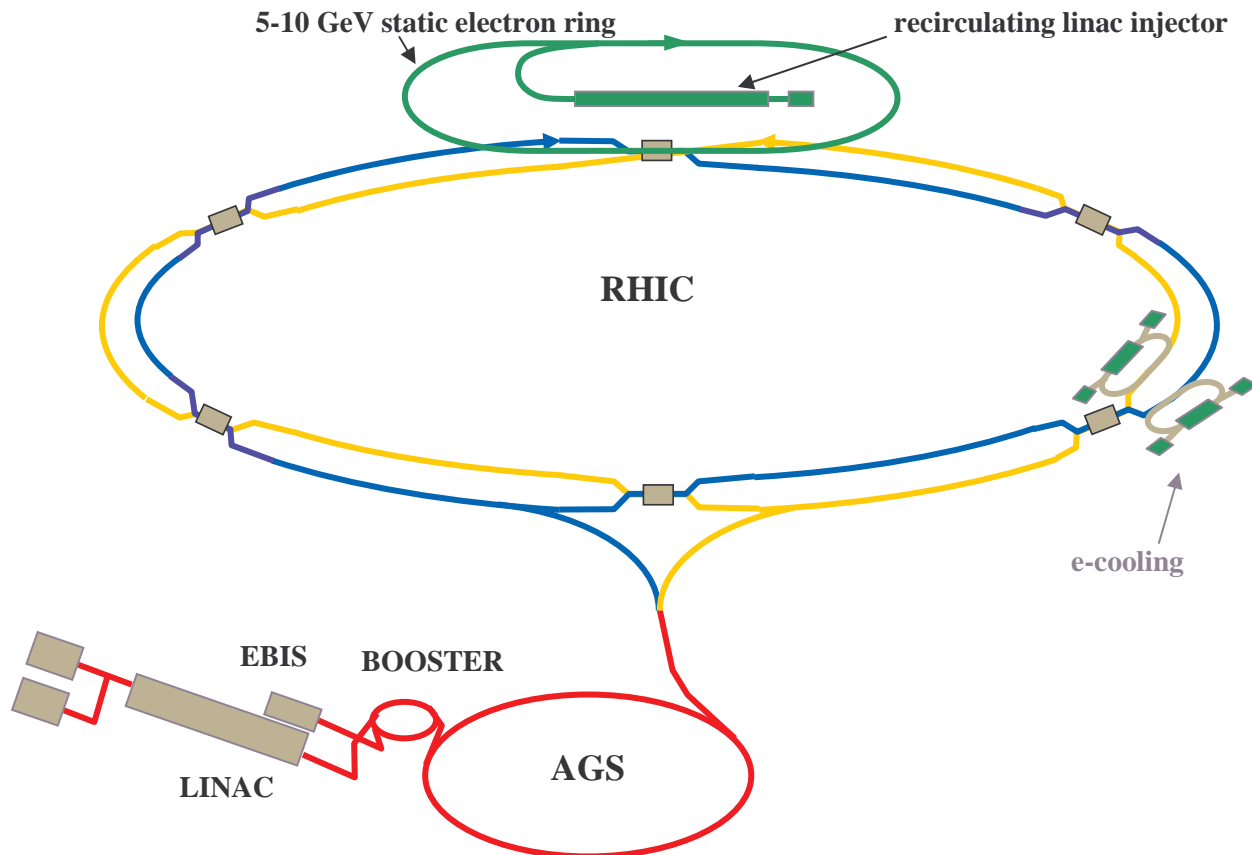 5-10 GeV static electron ring
recirculating linac injector
RHIC
e-cooling
EBIS
BOOSTER
LINAC
AGS